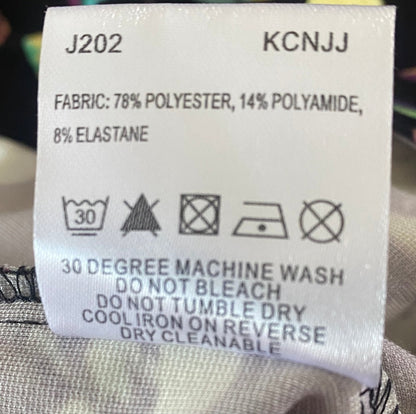 J202 KCNJJ
FABRIC: 78% POLYESTER, 14% POLYAMIDE,
8% ELASTANE
30
30 DEGREE MACHINE WASH
DO NOT BLEACH
DO NOT TUMBLE DRY
COOL IRON ON REVERSE
DRY CLEANABLE